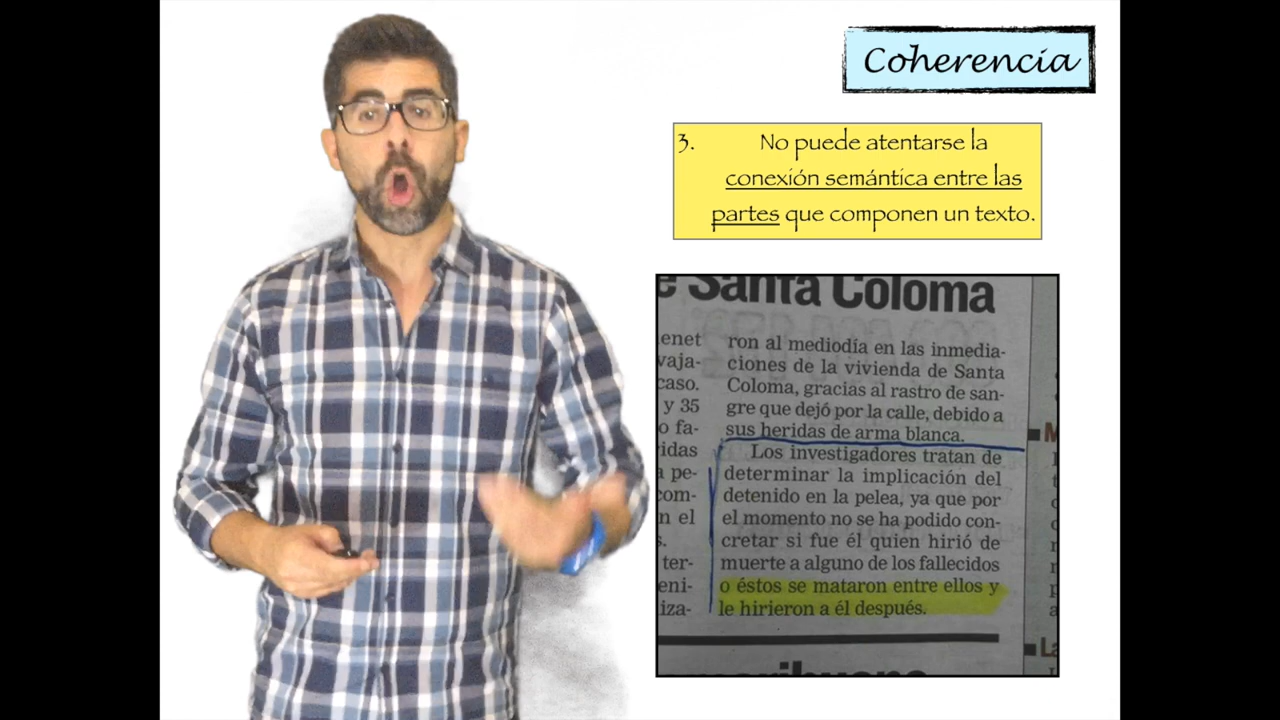 Coherencia
3. No puede atentarse la
conexión semántica entre las
partes que componen un texto.
e Santa Coloma
enet
vaja-
caso.
y 35
o fa-
ridas
a pe-
com-
n el
s.
ter-
eni-
iza-
ron al mediodía en las inmedia-
ciones de la vivienda de Santa
Coloma, gracias al rastro de san-
gre que dejó por la calle, debido a
sus heridas de arma blanca.
Los investigadores tratan de
determinar la implicación del
detenido en la pelea, ya que por
el momento no se ha podido con-
cretar si fue él quien hirió de
muerte a alguno de los fallecidos
o éstos se mataron entre ellos y
le hirieron a él después.
M